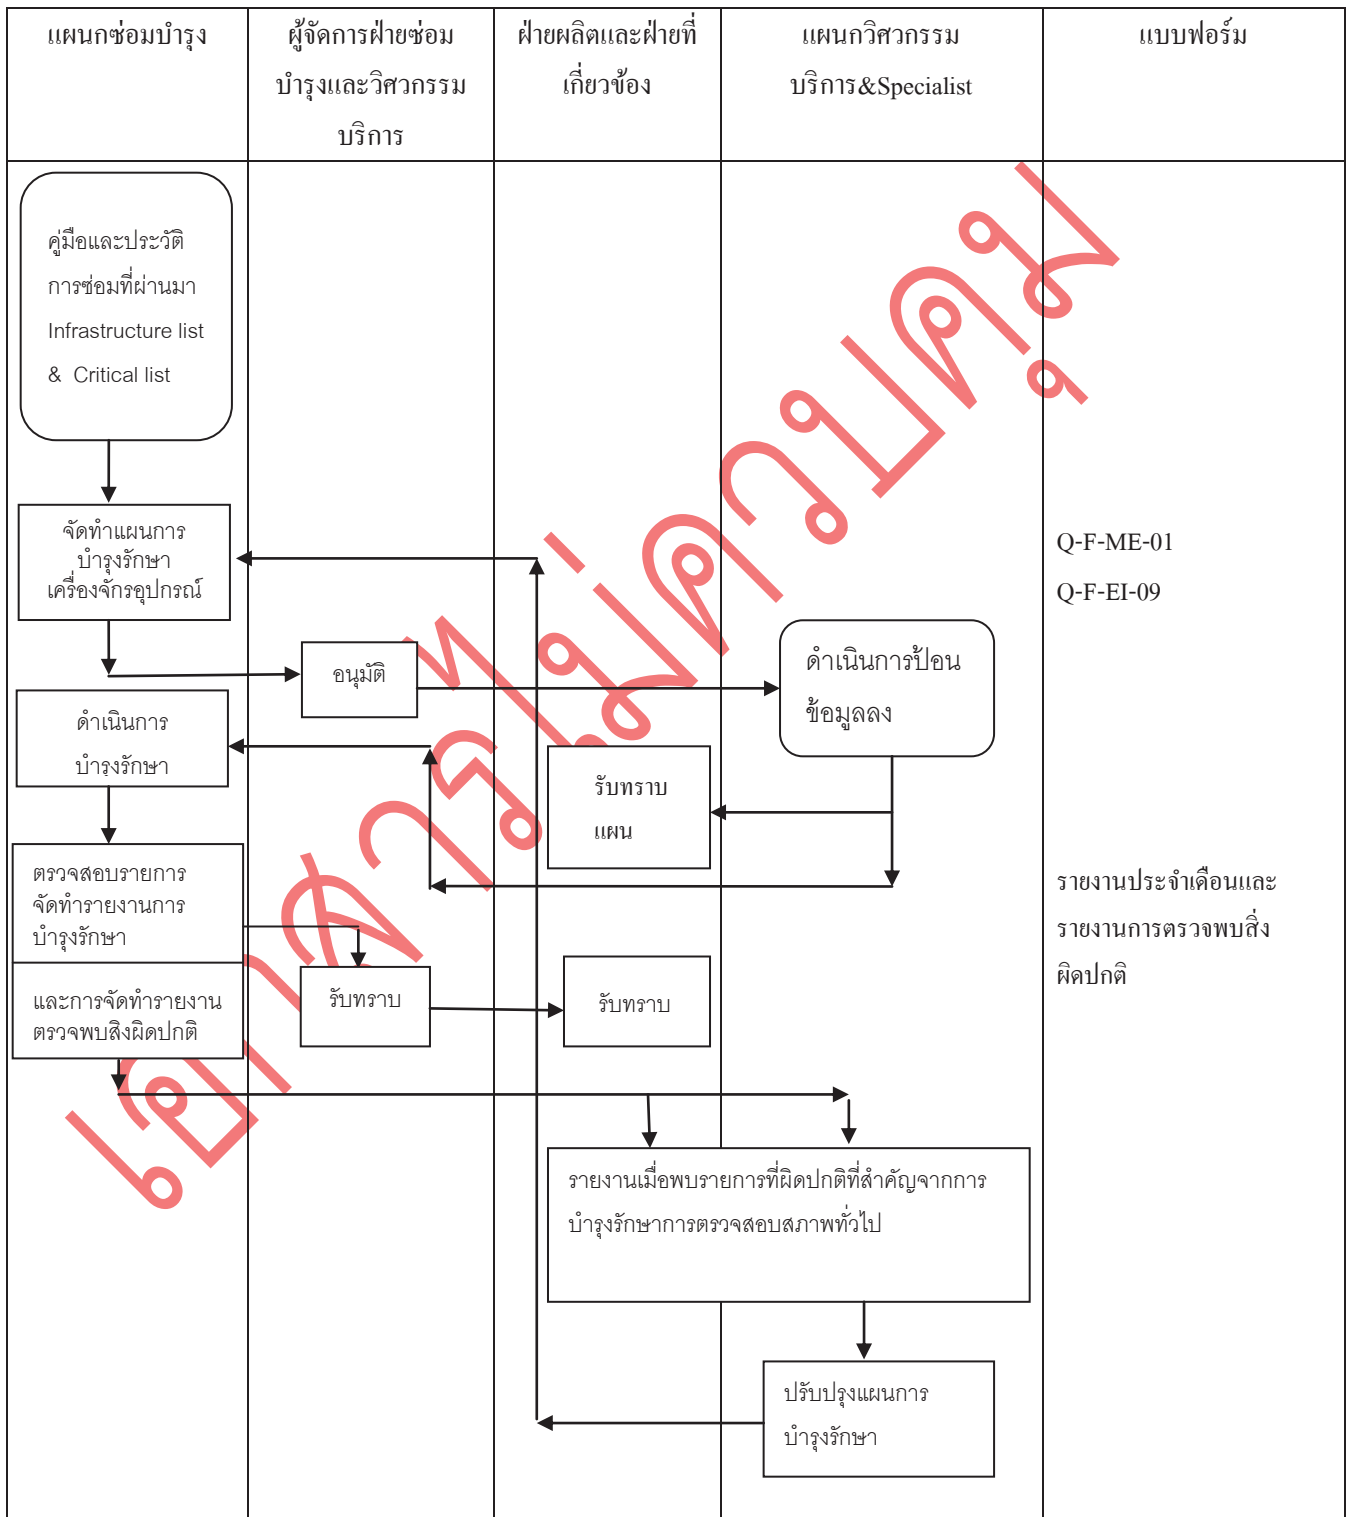 แผนกซ่อมบำรุง
ผู้จัดการฝ่ายซ่อม
บำรุงและวิศวกรรม
บริการ
ฝ่ายผลิตและฝ่ายที่
เกี่ยวข้อง
แผนกวิศวกรรม
บริการ&Specialist
แบบฟอร์ม
คู่มือและประวัติ
การซ่อมที่ผ่านมา
Infrastructure list
& Critical list
จัดทำแผนการ
บำรุงรักษา
เครื่องจักรอุปกรณ์
Q-F-ME-01
Q-F-EI-09
อนุมัติ
ดำเนินการป้อน
ข้อมูลลง
ดำเนินการ
บำรุงรักษา
รับทราบ
แผน
ตรวจสอบรายการ
จัดทำรายงานการ
บำรุงรักษา
และการจัดทำรายงาน
ตรวจพบสิ่งผิดปกติ
รับทราบ
รับทราบ
รายงานประจำเดือนและ
รายงานการตรวจพบสิ่ง
ผิดปกติ
รายงานเมื่อพบรายการที่ผิดปกติที่สำคัญจากการ
บำรุงรักษาการตรวจสอบสภาพทั่วไป
ปรับปรุงแผนการ
บำรุงรักษา
เอกสารไม่ควบคุม